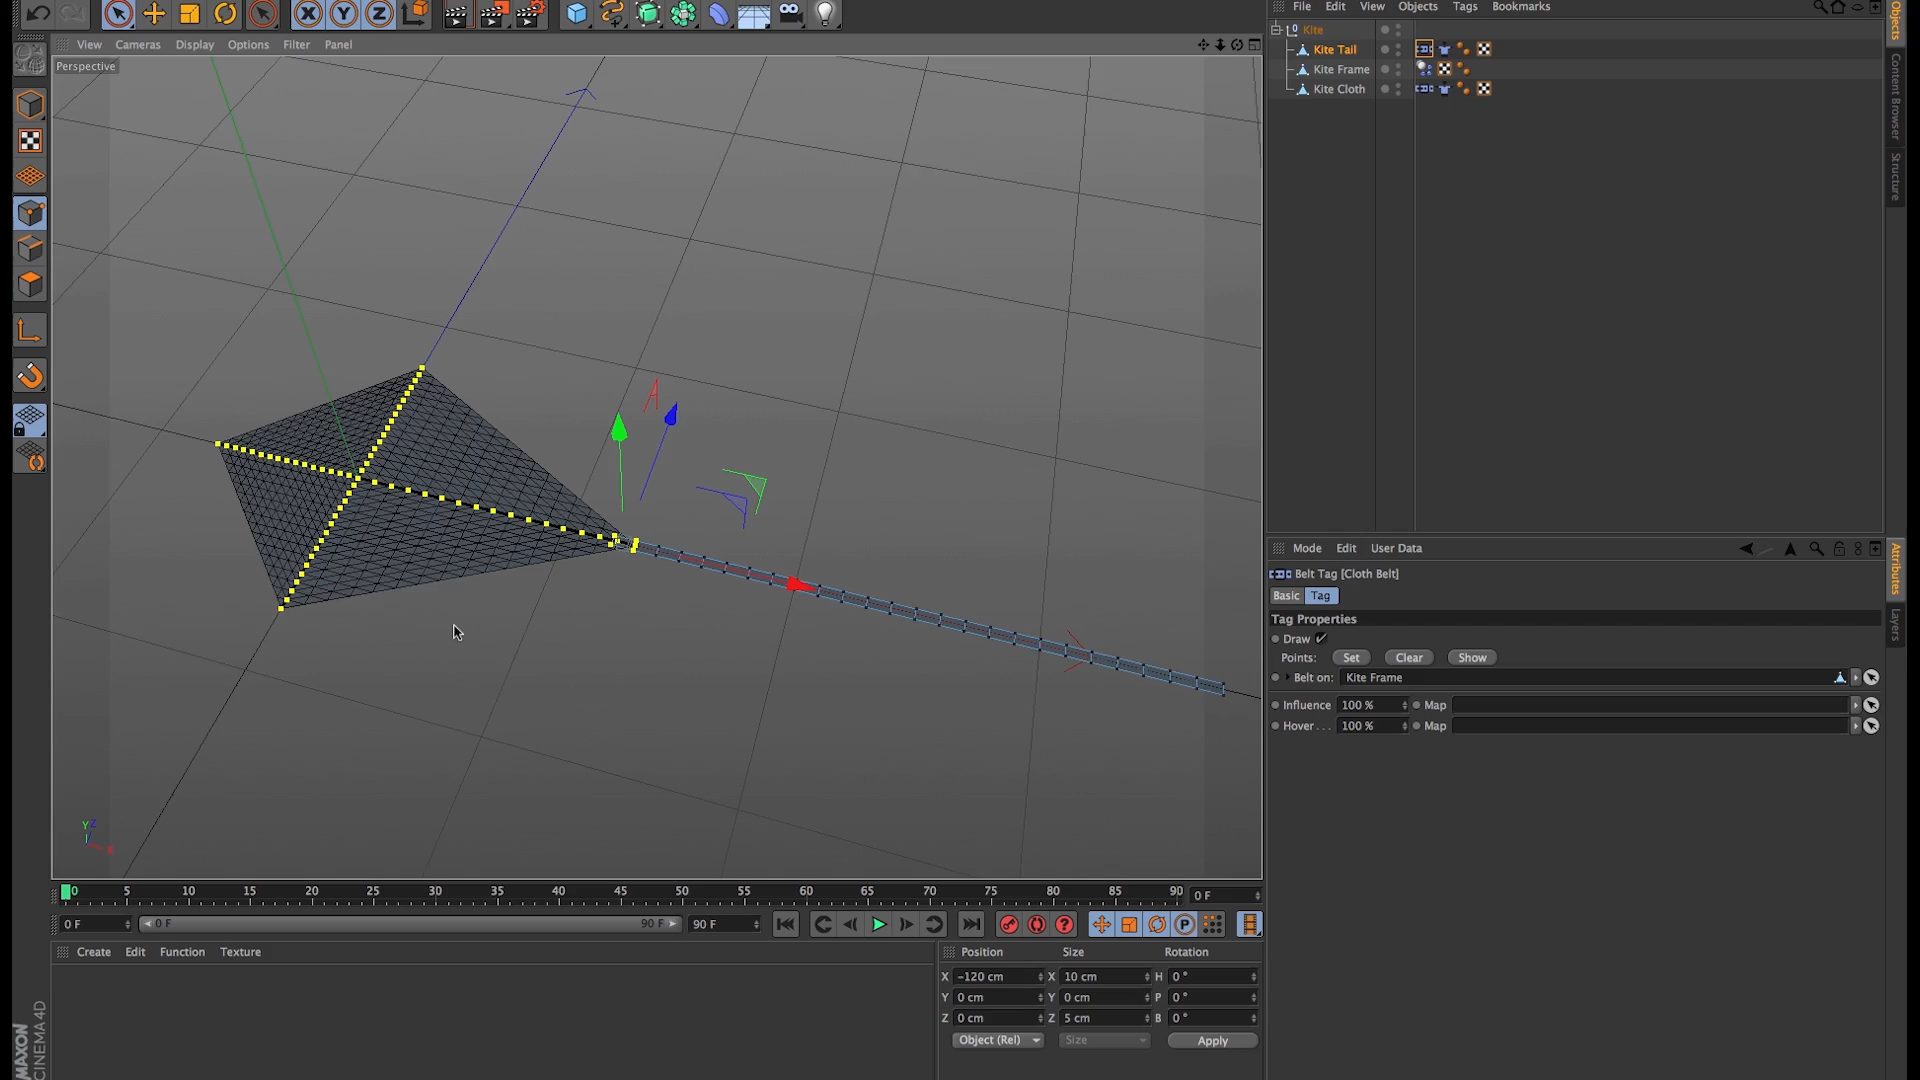 View Cameras Display Options Filter Panel
Perspective
File Edit View Objects Tags Bookmarks
Kite
Kite Tail
Kite Frame
Kite Cloth
Objects
Content Browser
Structure
Mode Edit User Data
Belt Tag [Cloth Belt]
Basic Tag
Tag Properties
Draw
Points: Set Clear Show
Belt on: Kite Frame
Influence 100 % Map
Hover . . . 100 % Map
Attributes
Layers
X Y Z
Y Z
X
0 5 10 15 20 25 30 35 40 45 50 55 60 65 70 75 80 85 90 0 F
0 F 0 F 90 F 90 F
Create Edit Function Texture
Position Size Rotation
X -120 cm X 10 cm H 0 °
Y 0 cm Y 0 cm P 0 °
Z 0 cm Z 5 cm B 0 °
Object (Rel) Size Apply
MAXON
CINEMA 4D